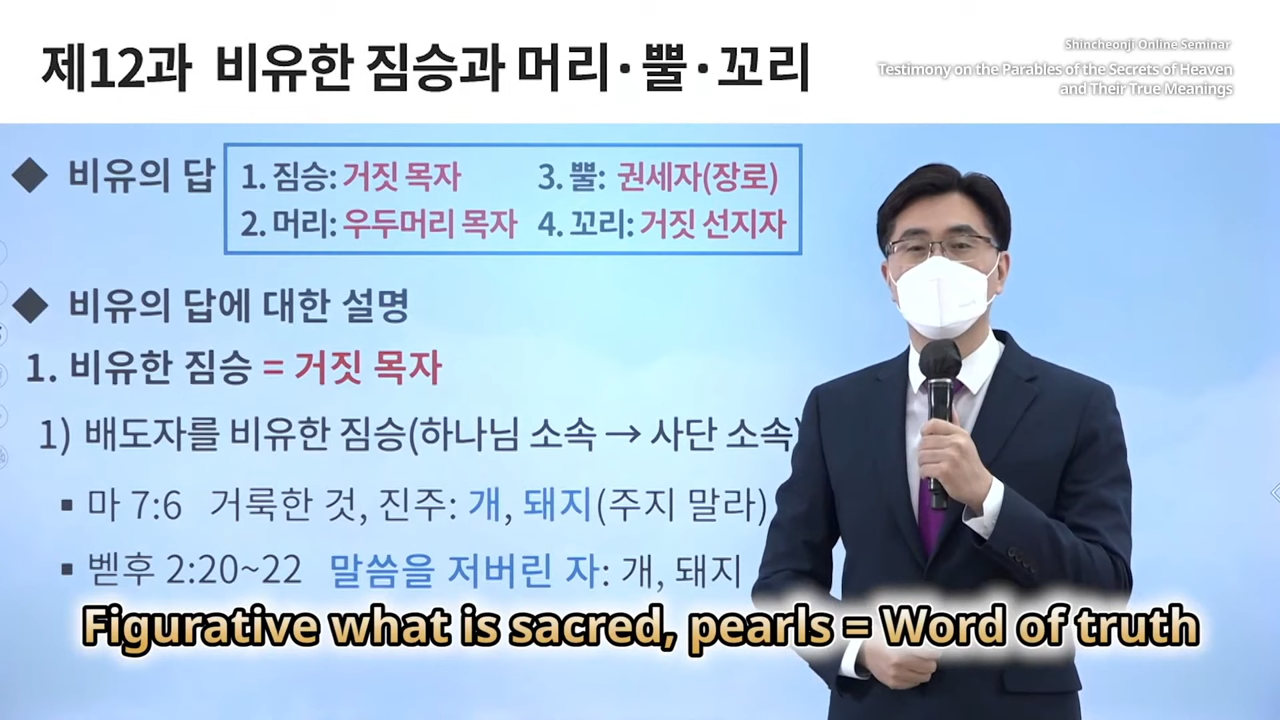 제12과 비유한 짐승과 머리·뿔·꼬리
Shincheonji Online Seminar
Testimony on the Parables of the Secrets of Heaven
and Their True Meanings
◆ 비유의 답
1. 짐승: 거짓 목자 3. 뿔: 권세자(장로)
2. 머리: 우두머리 목자 4. 꼬리: 거짓 선지자
◆ 비유의 답에 대한 설명
1. 비유한 짐승 = 거짓 목자
1) 배도자를 비유한 짐승(하나님 소속 → 사단 소속)
▪ 마 7:6 거룩한 것, 진주: 개, 돼지(주지 말라)
▪ 벧후 2:20~22 말씀을 저버린 자: 개, 돼지
Figurative what is sacred, pearls = Word of truth